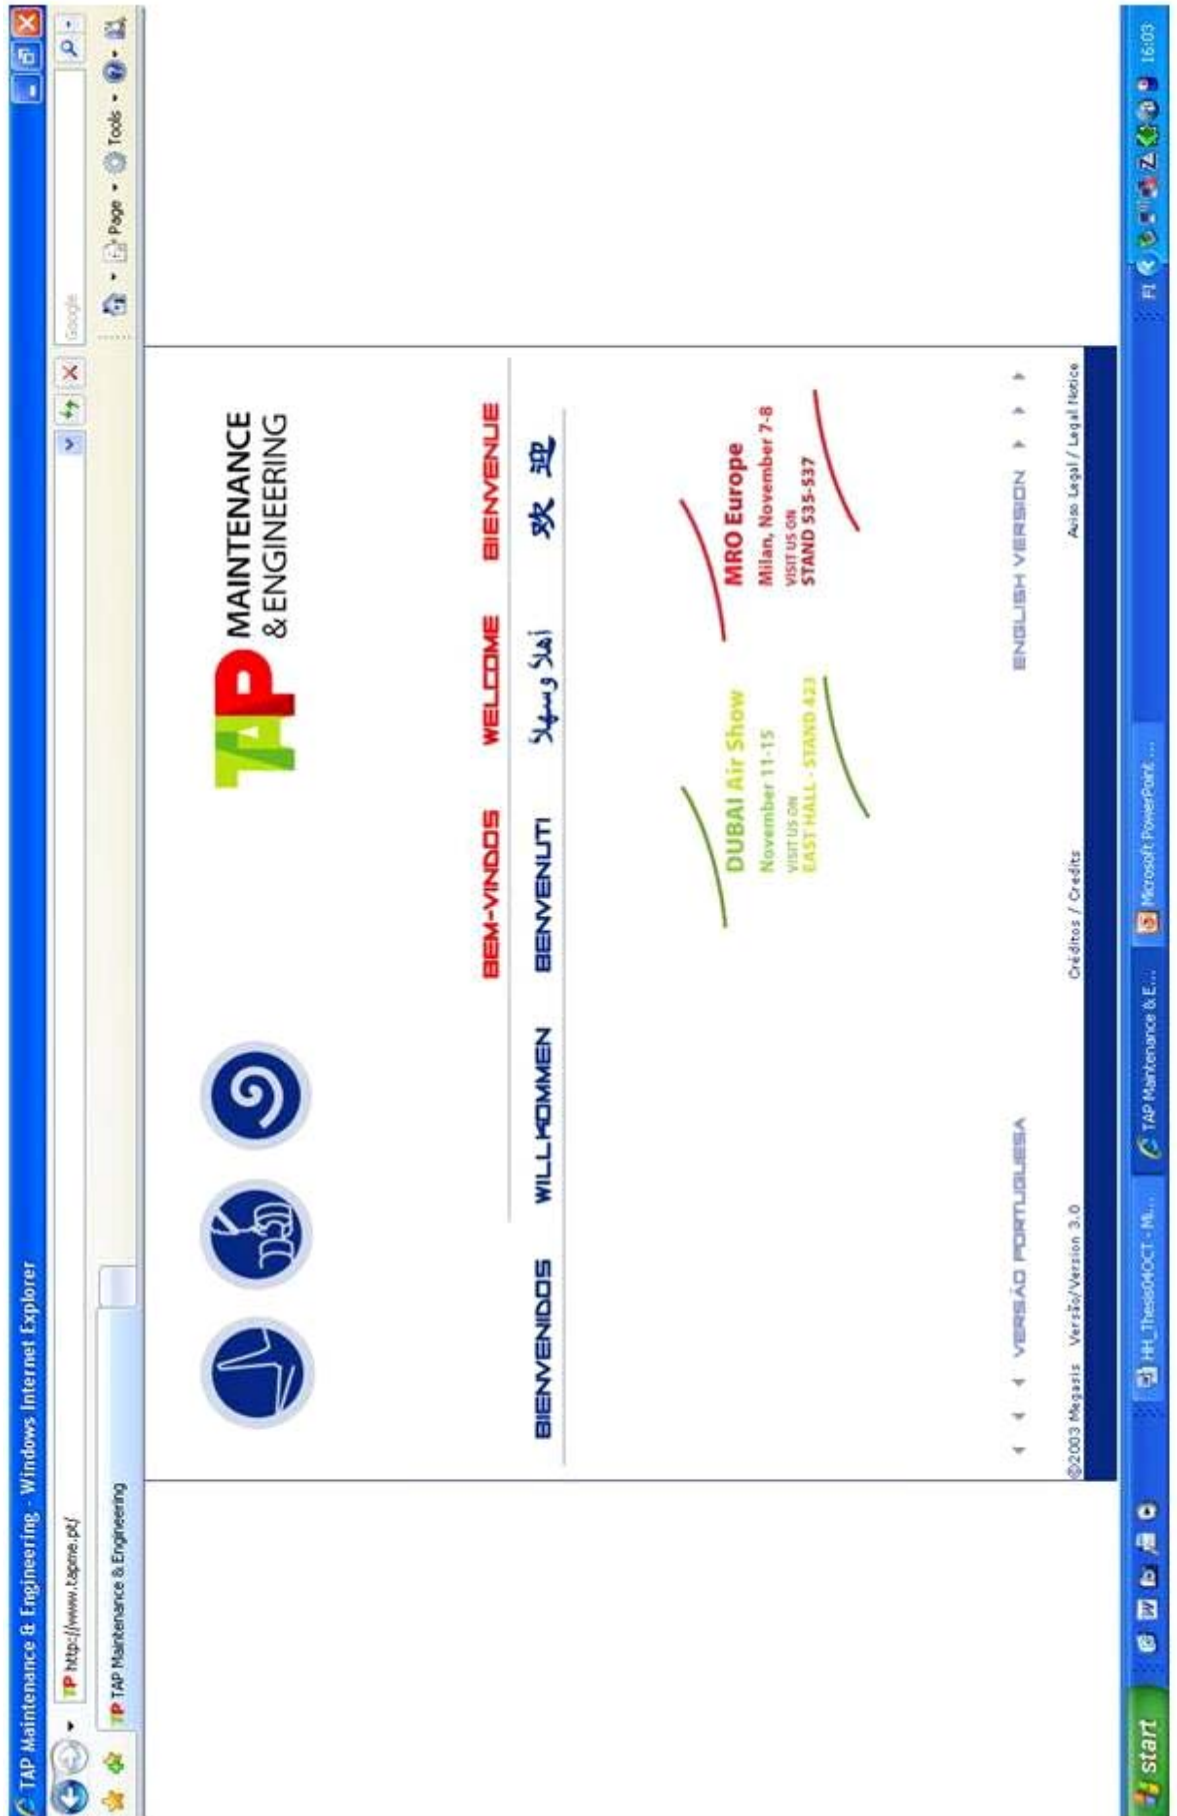 TAP Maintenance & Engineering - Windows Internet Explorer
http://www.tapme.pt/
Google
TAP Maintenance & Engineering
Page
Tools
TAP MAINTENANCE
& ENGINEERING
BEM-VINDOS WELCOME BIENVENUE
BIENVENIDOS WILLKOMMEN BENVENUTI أهلاً وسهلاً 欢 迎
DUBAI Air Show
November 11-15
VISIT US ON
EAST HALL - STAND 423
MRO Europe
Milan, November 7-8
VISIT US ON
STAND 535-537
VERSÃO PORTUGUESA
ENGLISH VERSION
©2003 Megasis Versão/Version 3.0
Créditos / Credits
Aviso Legal / Legal Notice
start
HH_Thesis04OCT - Mi...
TAP Maintenance & E...
Microsoft PowerPoint ...
FI
16:03